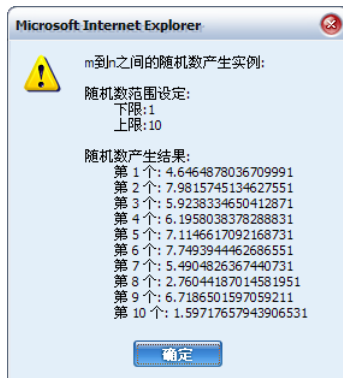 Microsoft Internet Explorer
m到n之间的随机数产生实例:
随机数范围设定:
下限:1
上限:10
随机数产生结果:
第 1 个: 4.6464878036709991
第 2 个: 7.9815745134627551
第 3 个: 5.9238334650412871
第 4 个: 6.1958038378288831
第 5 个: 7.1146617092168731
第 6 个: 7.7493944462686551
第 7 个: 5.4904826367440731
第 8 个: 2.76044187014581951
第 9 个: 6.7186501597059211
第 10 个: 1.59717657943906531
确定